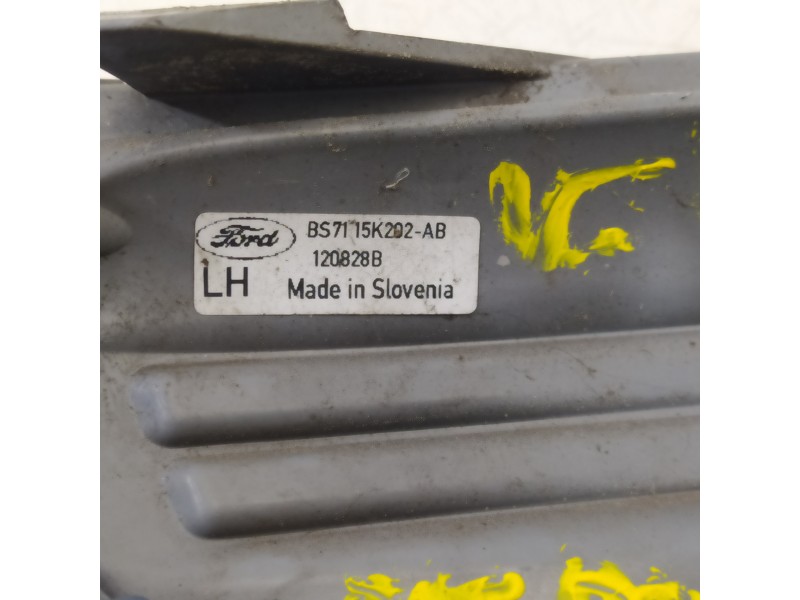 Ford BS71 15K202-AB
120828B
LH Made in Slovenia